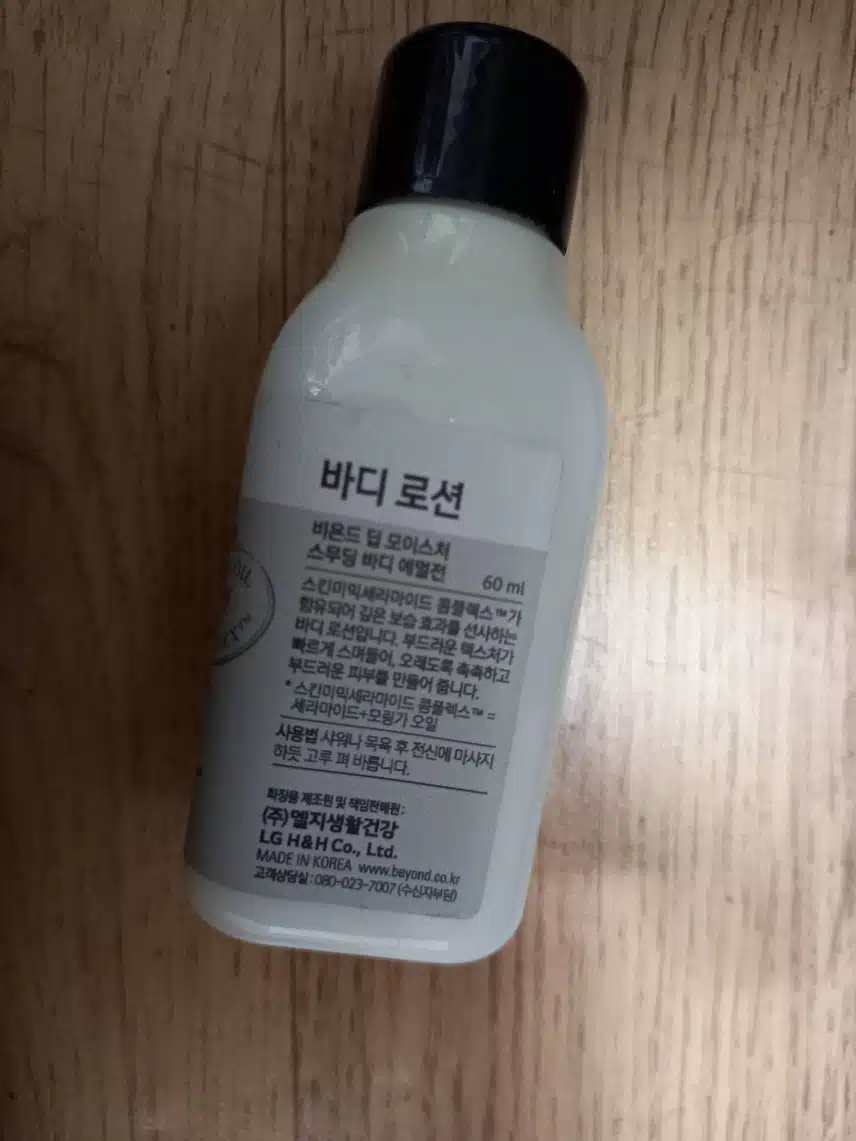 바디 로션
비욘드 딥 모이스처
스무딩 바디 에멀전 60 ml
스킨미믹세라마이드 콤플렉스™가
함유되어 깊은 보습 효과를 선사하는
바디 로션입니다. 부드러운 텍스처가
빠르게 스며들어, 오래도록 촉촉하고
부드러운 피부를 만들어 줍니다.
* 스킨미믹세라마이드 콤플렉스™ =
세라마이드+모링가 오일
사용법 샤워나 목욕 후 전신에 마사지
하듯 고루 펴 바릅니다.
화장품 제조원 및 책임판매원 :
(주)엘지생활건강
LG H&H Co., Ltd.
MADE IN KOREA www.beyond.co.kr
고객상담실 : 080-023-7007 (수신자부담)